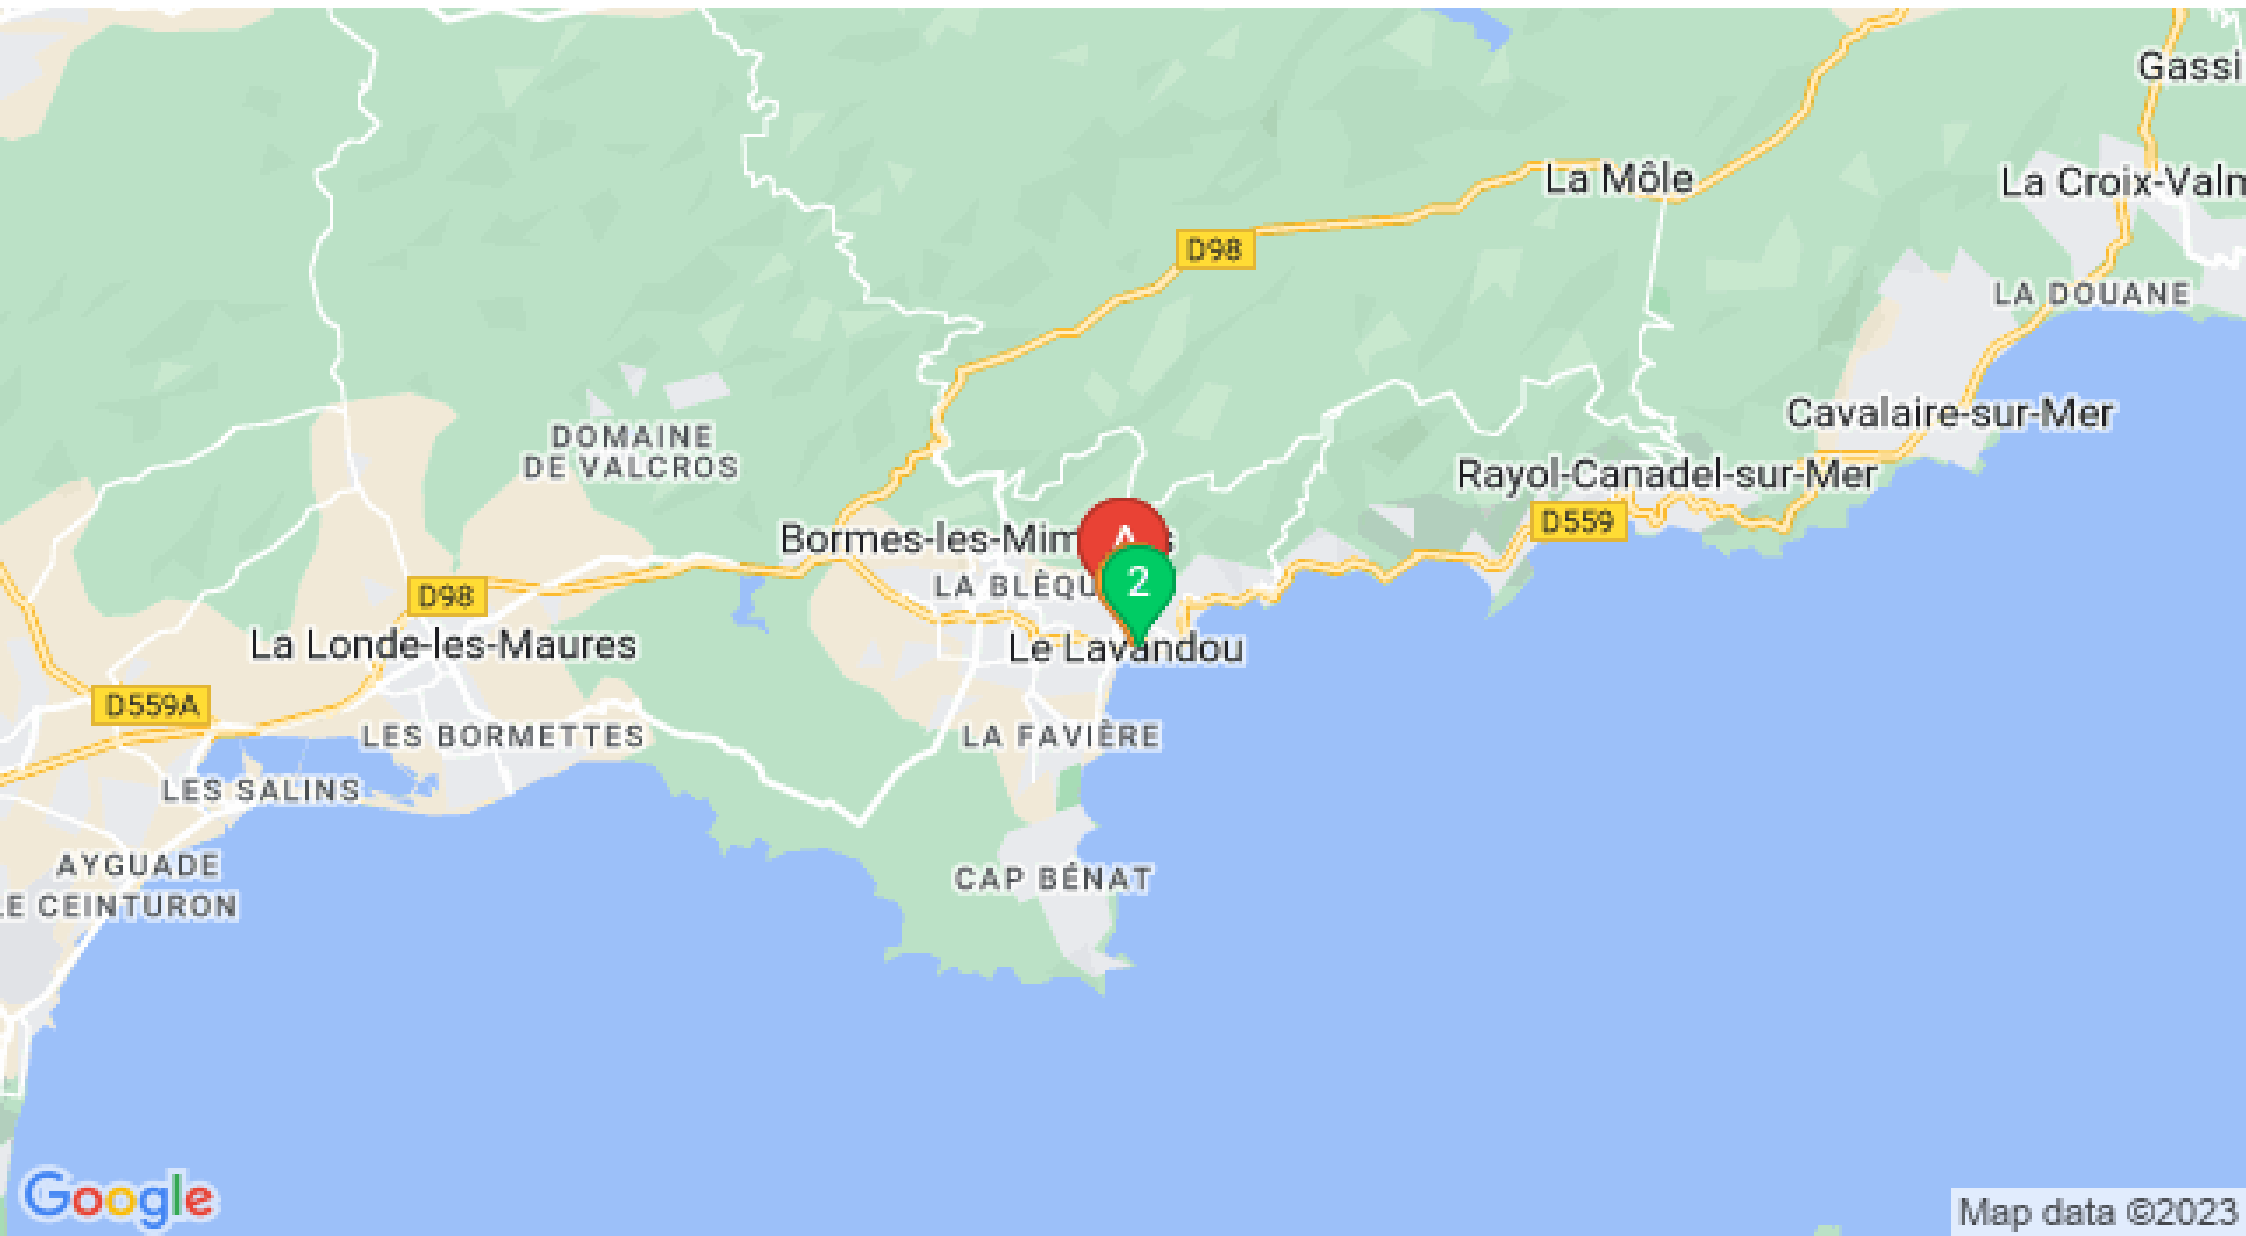 Gassi
La Môle
La Croix-Valm
D98
LA DOUANE
Cavalaire-sur-Mer
DOMAINE
DE VALCROS
Rayol-Canadel-sur-Mer
D559
Bormes-les-Mim
s
A
2
LA BLÈQU
D98
La Londe-les-Maures
Le Lavandou
D559A
LES BORMETTES
LA FAVIÈRE
LES SALINS
AYGUADE
LE CEINTURON
CAP BÉNAT
Google
Map data ©2023